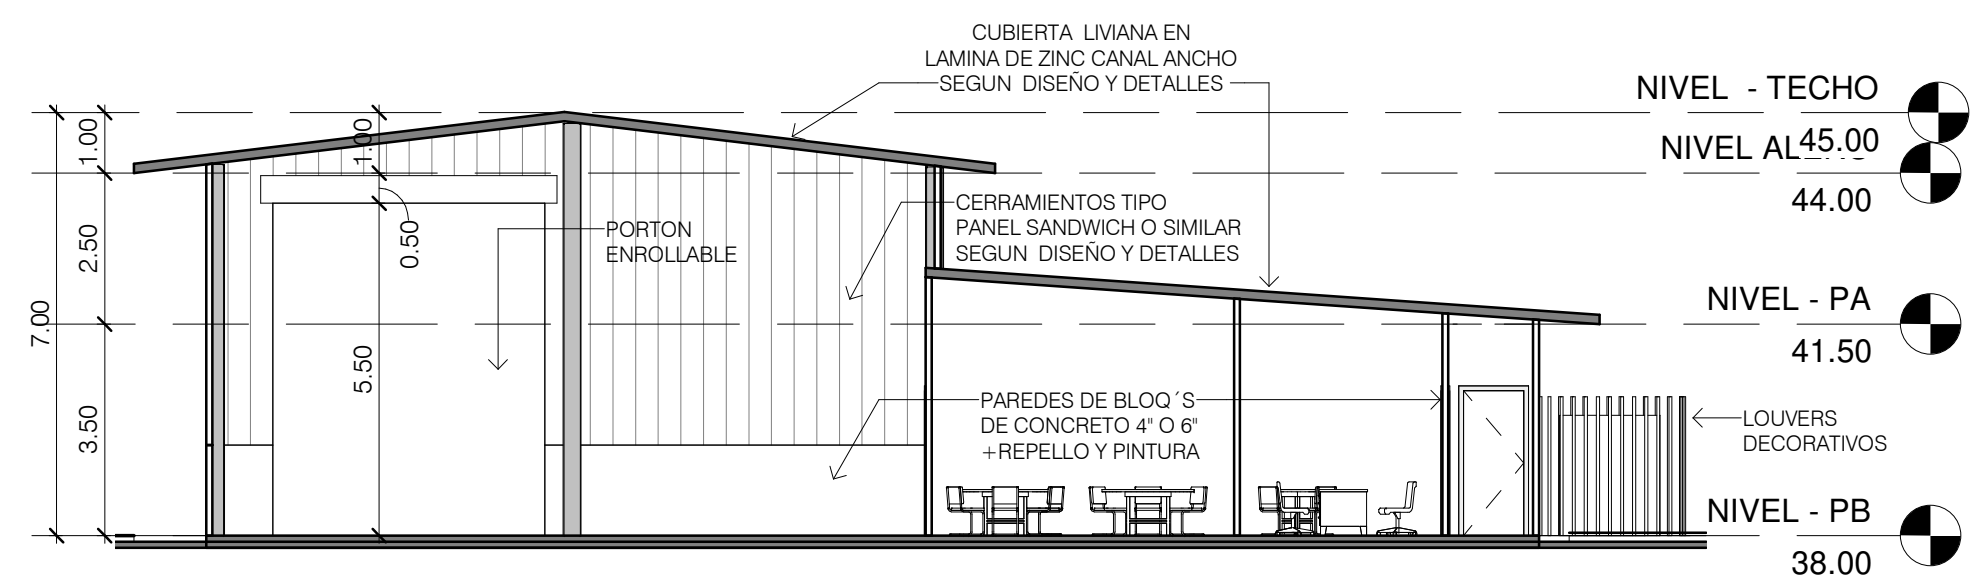 CUBIERTA LIVIANA EN
LAMINA DE ZINC CANAL ANCHO
SEGUN DISEÑO Y DETALLES
NIVEL - TECHO
45.00
NIVEL
44.00
1.00
1.00
2.50
0.50
7.00
5.50
3.50
PORTON
ENROLLABLE
CERRAMIENTOS TIPO
PANEL SANDWICH O SIMILAR
SEGUN DISEÑO Y DETALLES
NIVEL - PA
41.50
PAREDES DE BLOQ´S
DE CONCRETO 4" O 6"
+REPELLO Y PINTURA
LOUVERS
DECORATIVOS
NIVEL - PB
38.00